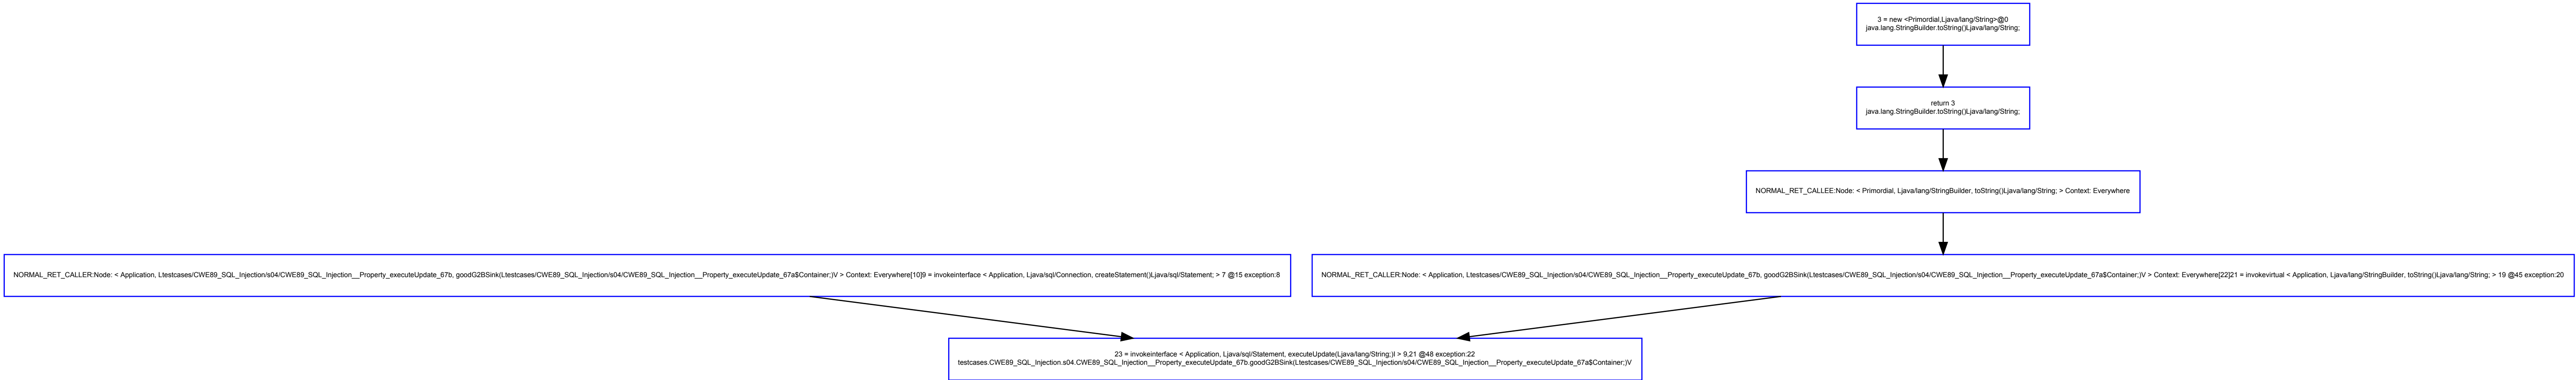 3 = new <Primordial,Ljava/lang/String>@0
java.lang.StringBuilder.toString()Ljava/lang/String;
return 3
java.lang.StringBuilder.toString()Ljava/lang/String;
NORMAL_RET_CALLEE:Node: < Primordial, Ljava/lang/StringBuilder, toString()Ljava/lang/String; > Context: Everywhere
NORMAL_RET_CALLER:Node: < Application, Ltestcases/CWE89_SQL_Injection/s04/CWE89_SQL_Injection__Property_executeUpdate_67b, goodG2BSink(Ltestcases/CWE89_SQL_Injection/s04/CWE89_SQL_Injection__Property_executeUpdate_67a$Container;)V > Context: Everywhere[10]9 = invokeinterface < Application, Ljava/sql/Connection, createStatement()Ljava/sql/Statement; > 7 @15 exception:8
NORMAL_RET_CALLER:Node: < Application, Ltestcases/CWE89_SQL_Injection/s04/CWE89_SQL_Injection__Property_executeUpdate_67b, goodG2BSink(Ltestcases/CWE89_SQL_Injection/s04/CWE89_SQL_Injection__Property_executeUpdate_67a$Container;)V > Context: Everywhere[22]21 = invokevirtual < Application, Ljava/lang/StringBuilder, toString()Ljava/lang/String; > 19 @45 exception:20
23 = invokeinterface < Application, Ljava/sql/Statement, executeUpdate(Ljava/lang/String;)I > 9,21 @48 exception:22
testcases.CWE89_SQL_Injection.s04.CWE89_SQL_Injection__Property_executeUpdate_67b.goodG2BSink(Ltestcases/CWE89_SQL_Injection/s04/CWE89_SQL_Injection__Property_executeUpdate_67a$Container;)V